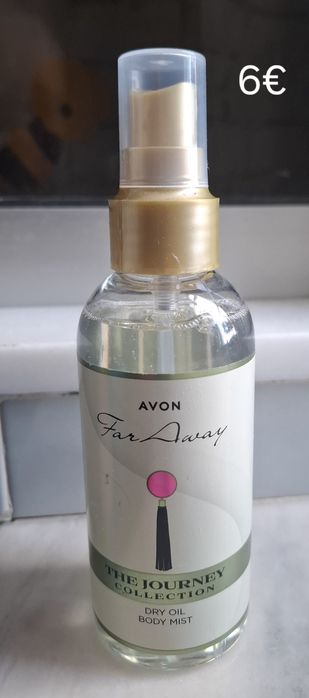 6€
AVON
Far Away
THE JOURNEY
COLLECTION
DRY OIL
BODY MIST